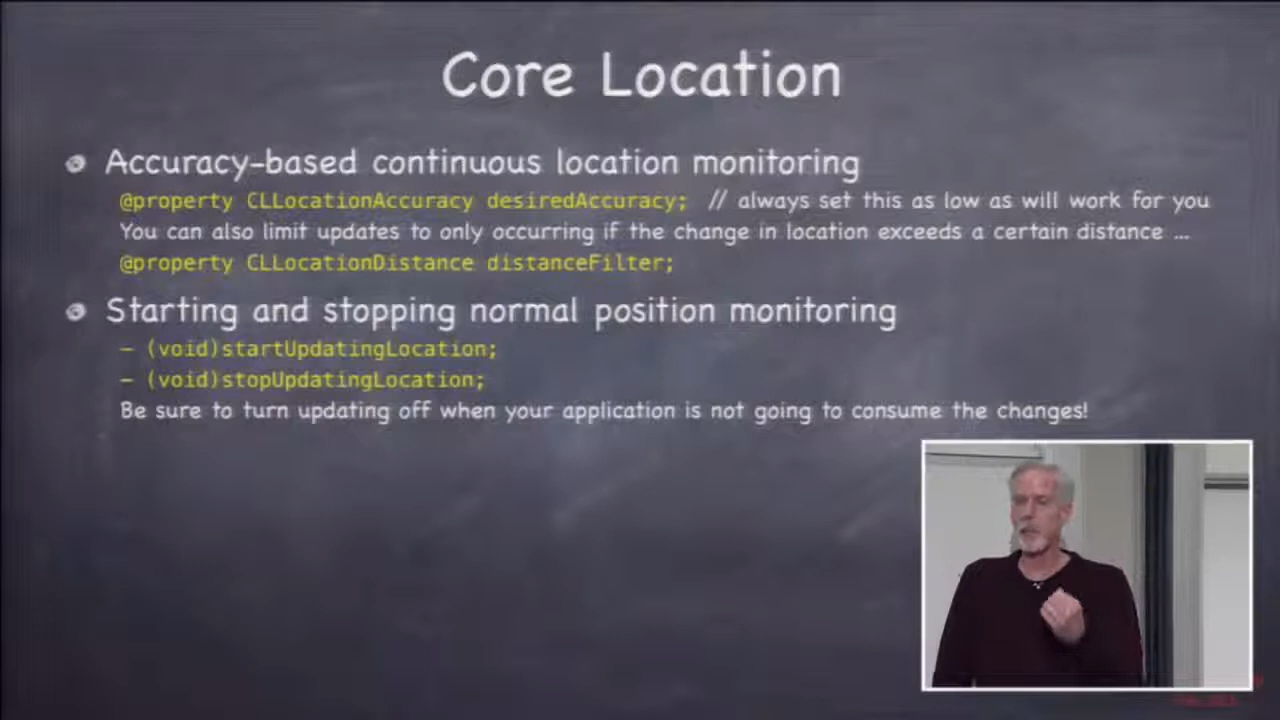 Core Location
Accuracy-based continuous location monitoring
@property CLLocationAccuracy desiredAccuracy; // always set this as low as will work for you
You can also limit updates to only occurring if the change in location exceeds a certain distance ...
@property CLLocationDistance distanceFilter;
Starting and stopping normal position monitoring
- (void)startUpdatingLocation;
- (void)stopUpdatingLocation;
Be sure to turn updating off when your application is not going to consume the changes!